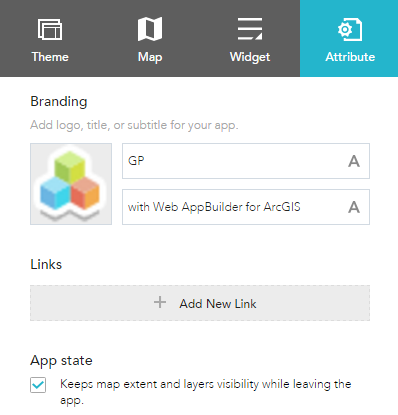 Theme
Map
Widget
Attribute
Branding
Add logo, title, or subtitle for your app.
GP
A
with Web AppBuilder for ArcGIS
A
Links
Add New Link
App state
Keeps map extent and layers visibility while leaving the
app.